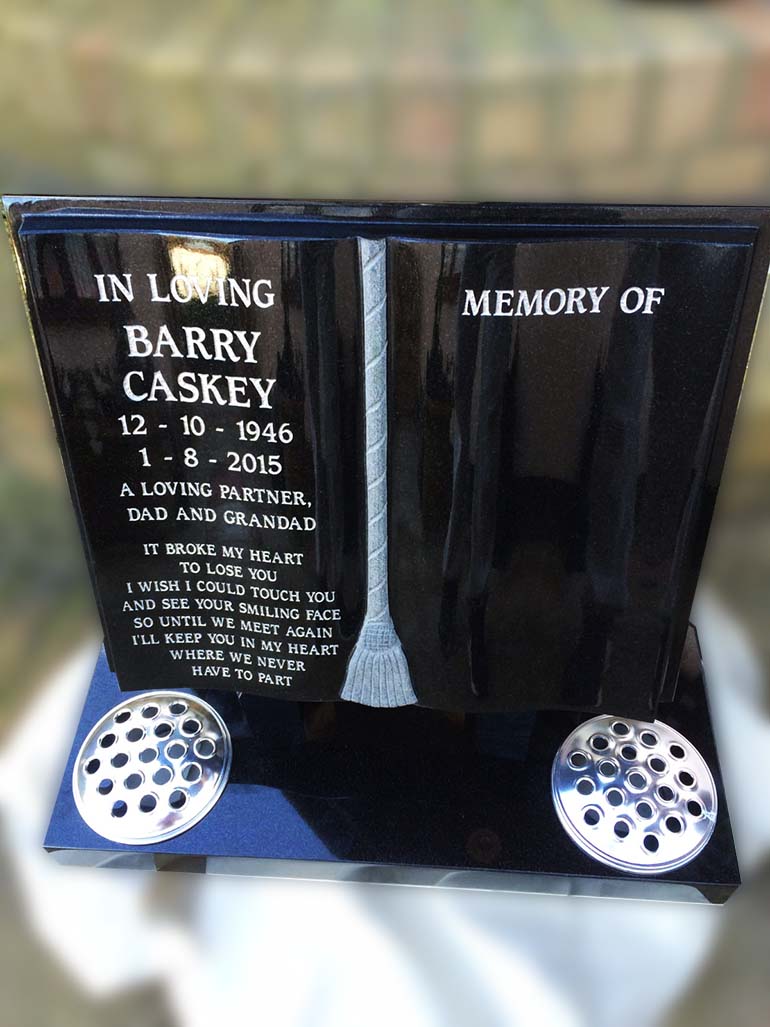 IN LOVING
BARRY
CASKEY
12 - 10 - 1946
1 - 8 - 2015
A LOVING PARTNER,
DAD AND GRANDAD
IT BROKE MY HEART
TO LOSE YOU
I WISH I COULD TOUCH YOU
AND SEE YOUR SMILING FACE
SO UNTIL WE MEET AGAIN
I'LL KEEP YOU IN MY HEART
WHERE WE NEVER
HAVE TO PART
MEMORY OF